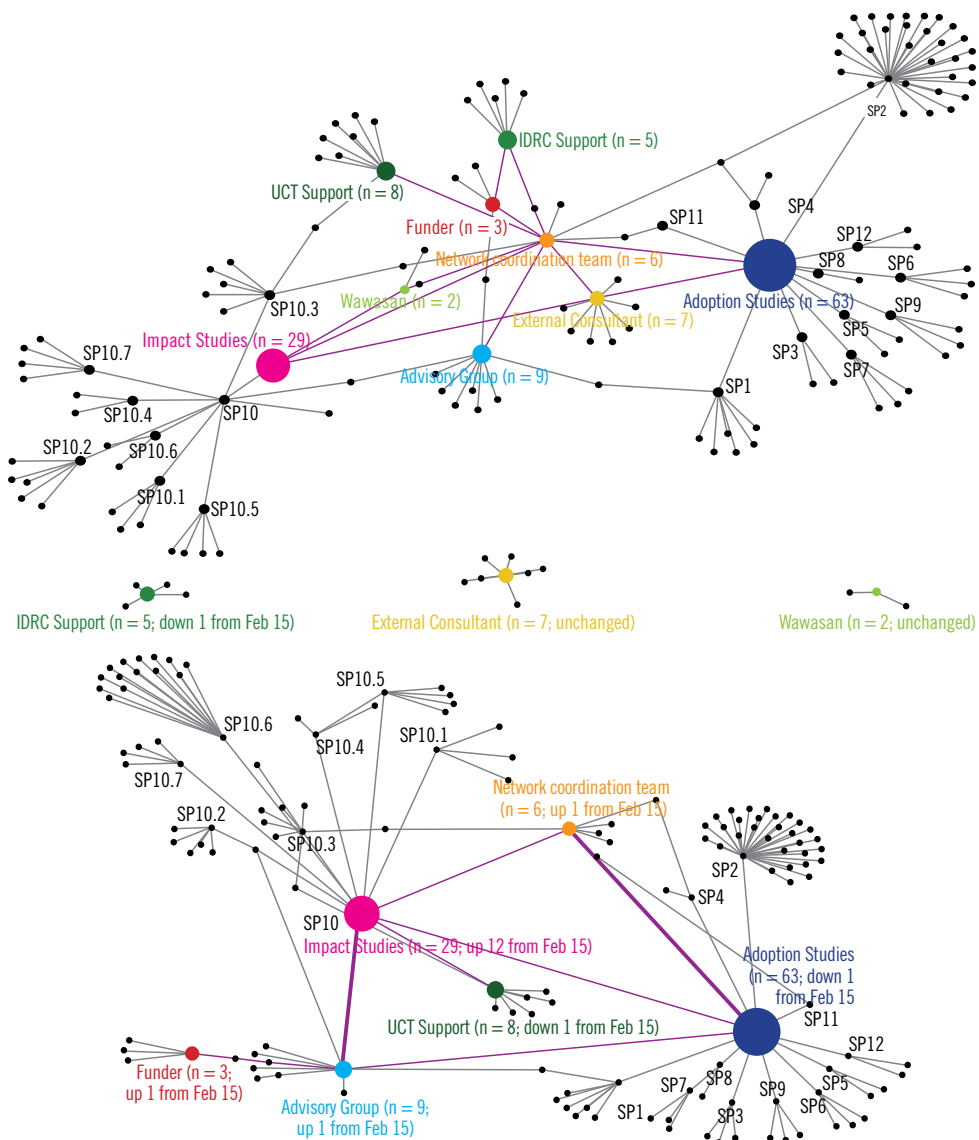 SP2
IDRC Support (n = 5)
UCT Support (n = 8)
SP4
Funder (n = 3)
SP11
SP12
Network coordination team (n = 6)
SP8
SP6
SP10.3
Wawasan (n = 2)
Adoption Studies (n = 63)
SP9
External Consultant (n = 7)
SP5
Impact Studies (n = 29)
SP3
SP10.7
SP7
Advisory Group (n = 9)
SP1
SP10.4
SP10
SP10.2
SP10.6
SP10.1
SP10.5
IDRC Support (n = 5; down 1 from Feb 15)
External Consultant (n = 7; unchanged)
Wawasan (n = 2; unchanged)
SP10.5
SP10.6
SP10.4
SP10.1
SP10.7
Network coordination team
(n = 6; up 1 from Feb 15)
SP10.2
SP10.3
SP2
SP4
SP10
Impact Studies (n = 29; up 12 from Feb 15)
Adoption Studies
(n = 63; down 1
from Feb 15
SP11
UCT Support (n = 8; down 1 from Feb 15)
SP12
Funder (n = 3;
up 1 from Feb 15)
SP7
SP8
SP5
SP9
Advisory Group (n = 9;
up 1 from Feb 15)
SP1
SP3
SP6